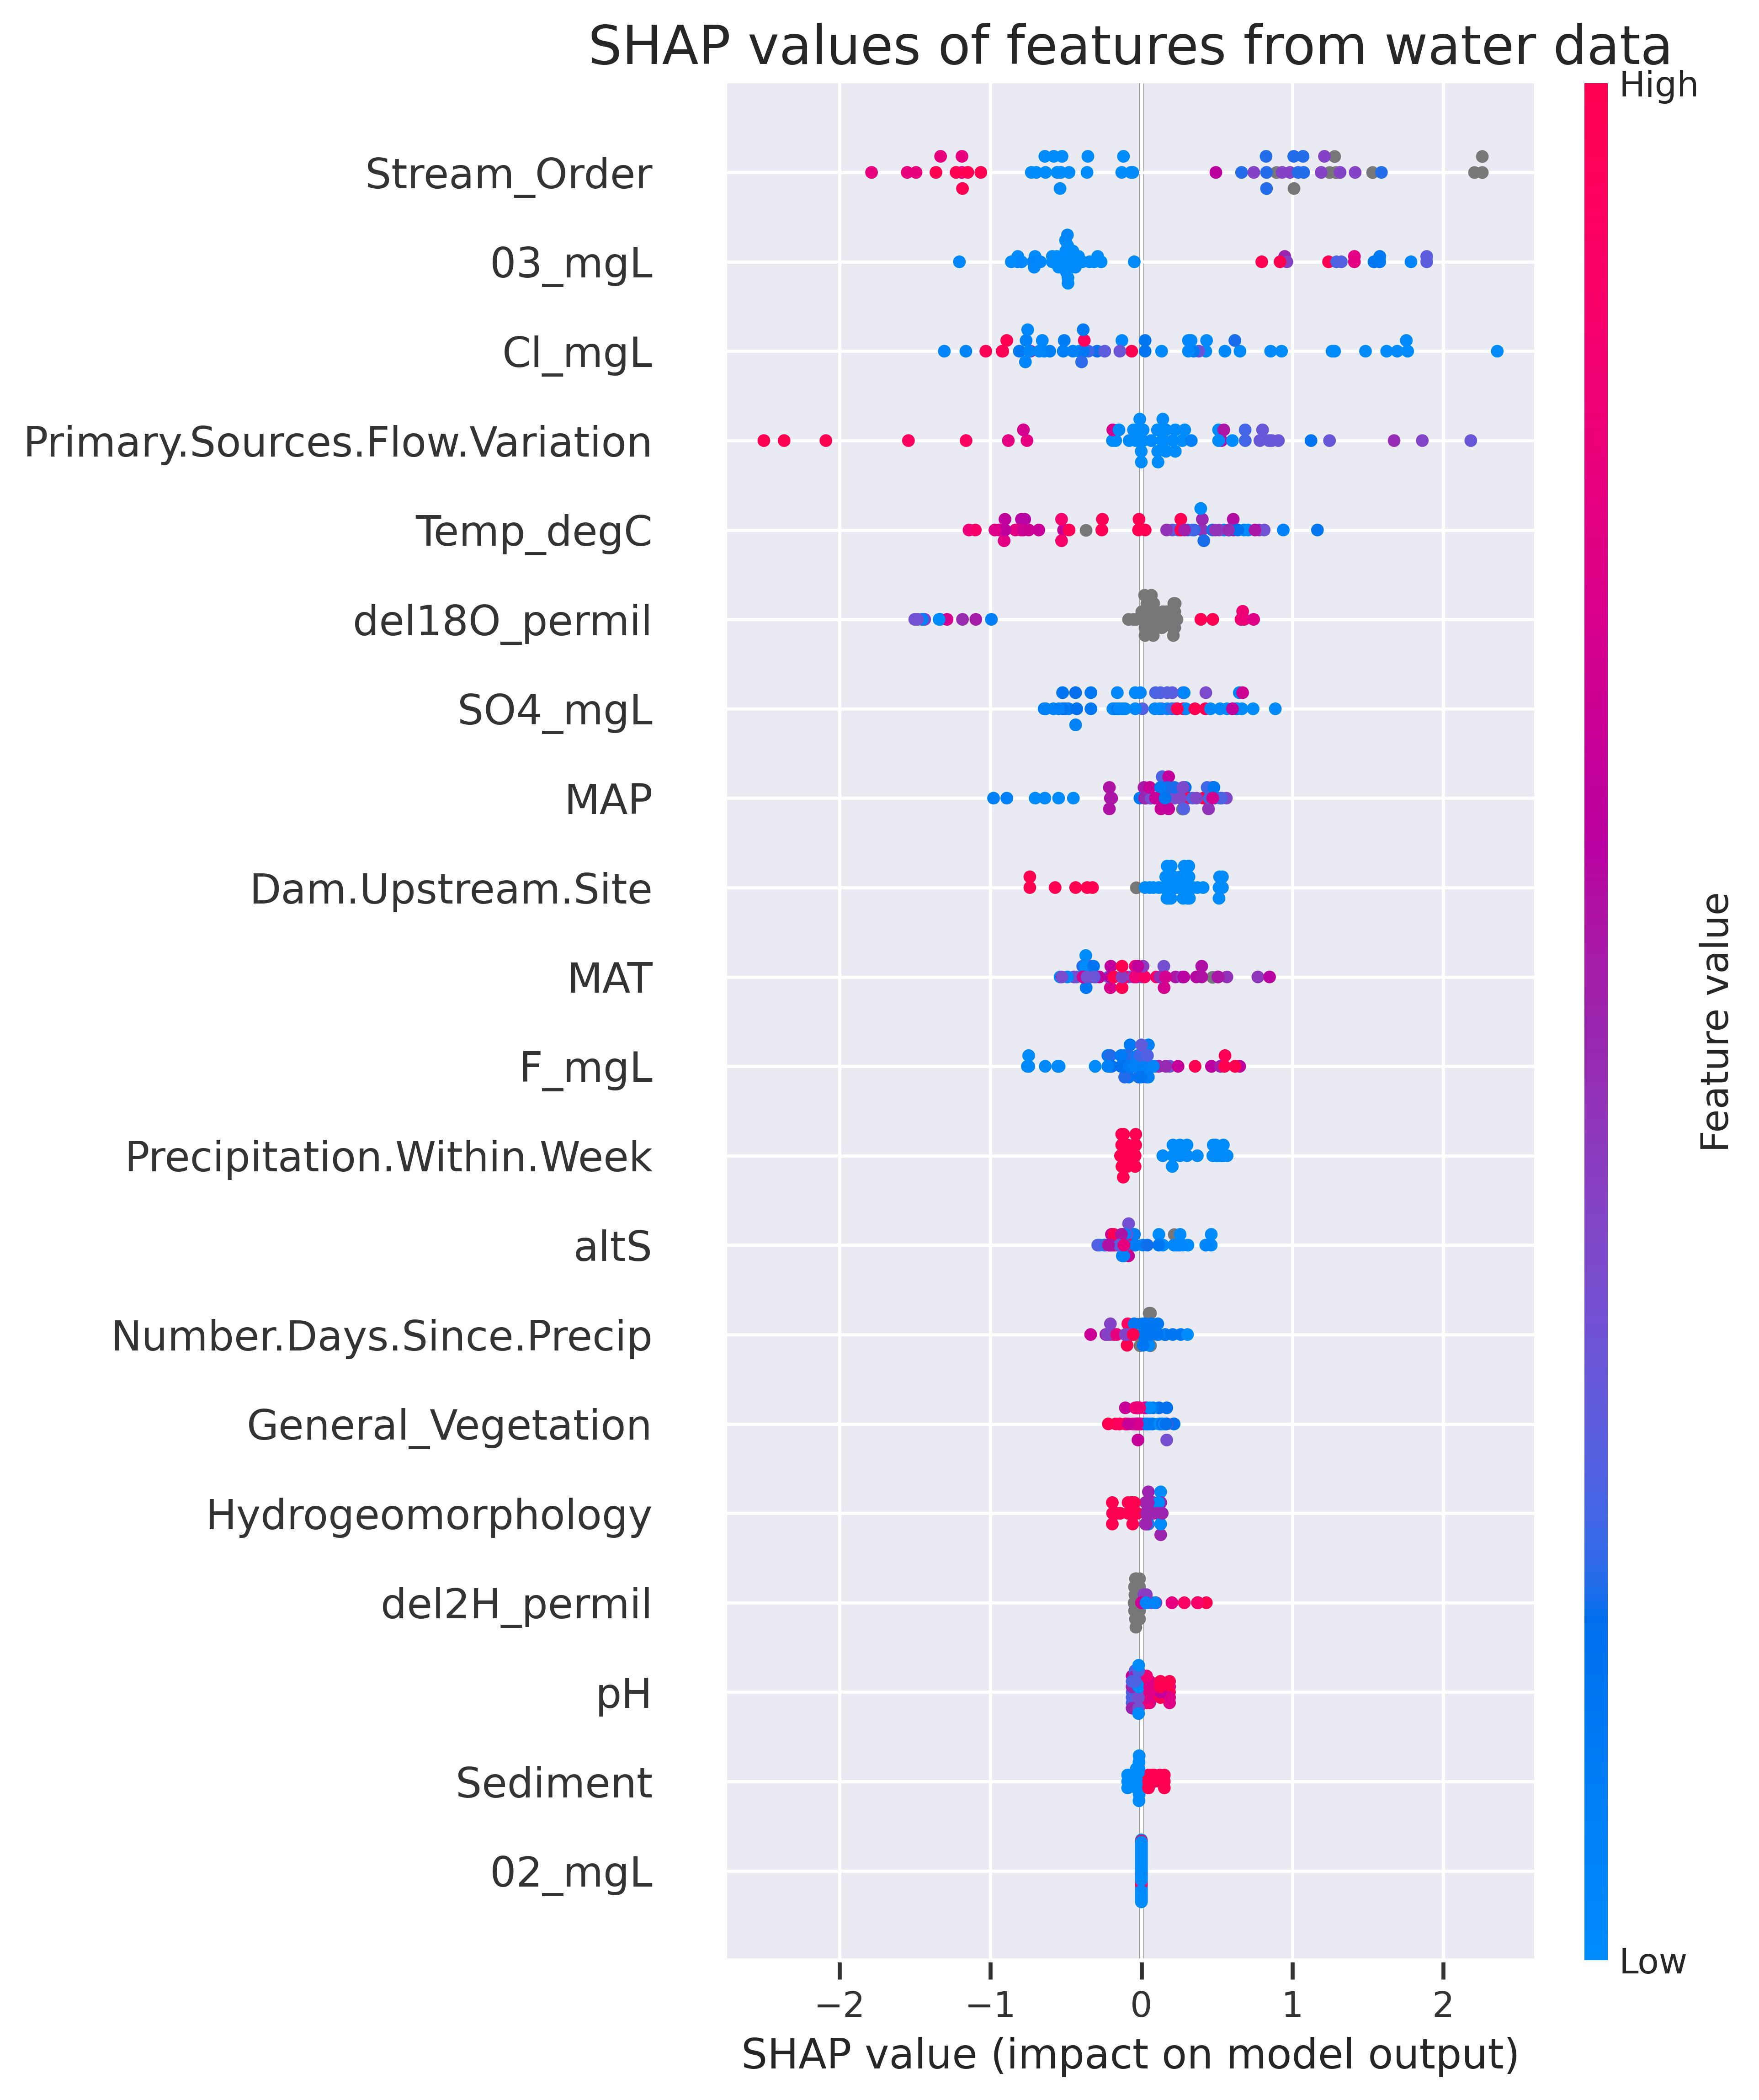 SHAP values of features from water data
High
Stream_Order
03_mgL
Cl_mgL
Primary.Sources.Flow.Variation
Temp_degC
del18O_permil
SO4_mgL
MAP
Dam.Upstream.Site
MAT
F_mgL
Precipitation.Within.Week
altS
Number.Days.Since.Precip
General_Vegetation
Hydrogeomorphology
del2H_permil
pH
Sediment
02_mgL
Feature value
Low
−2 −1 0 1 2
SHAP value (impact on model output)